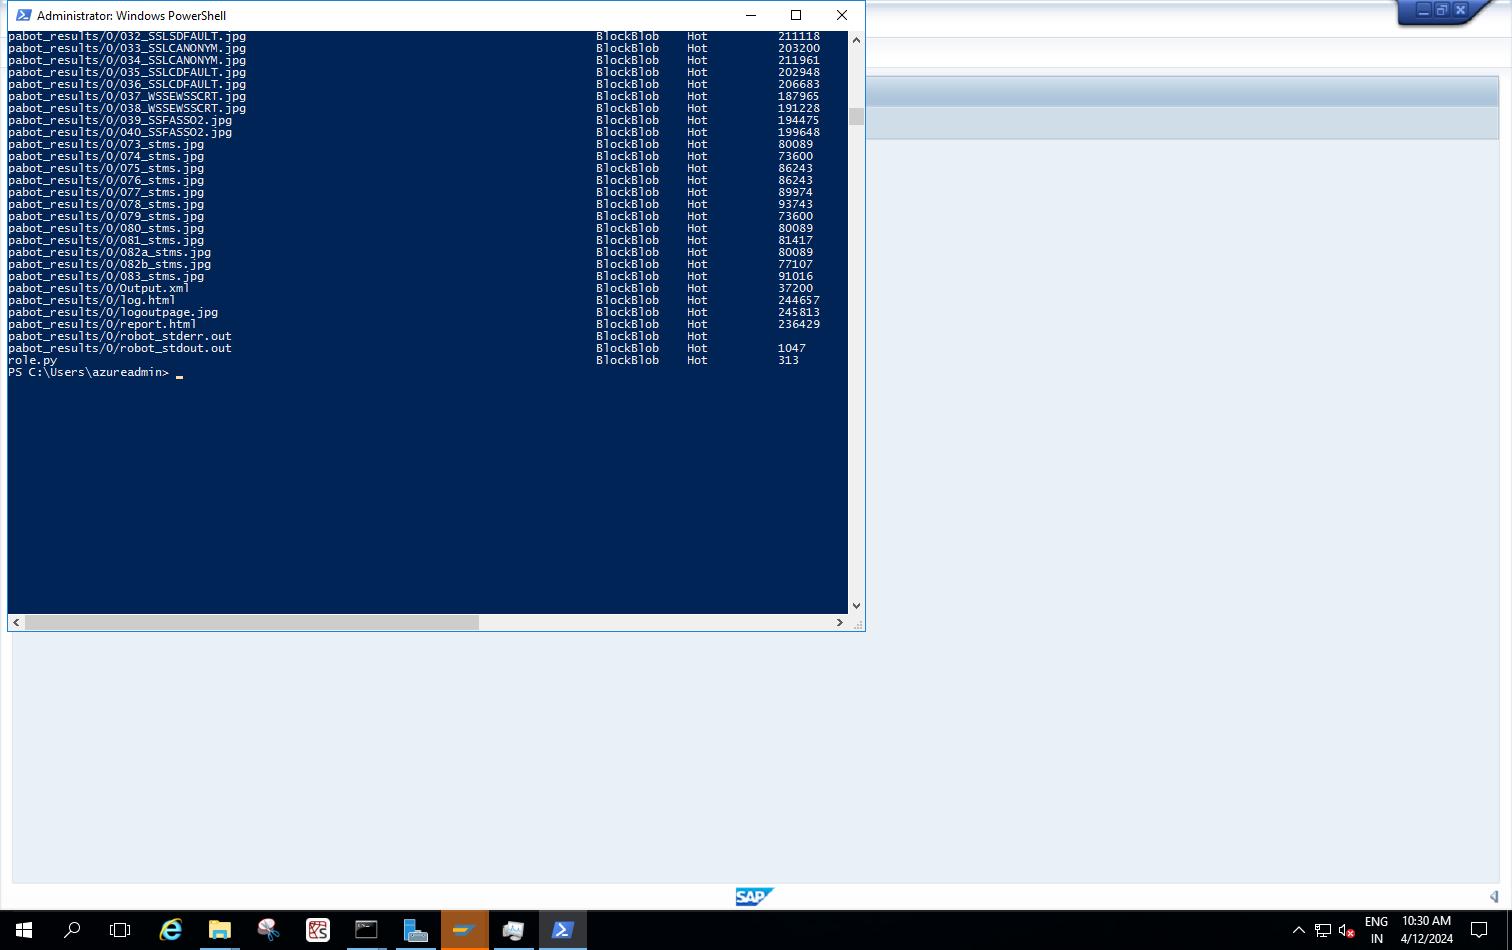 Administrator: Windows PowerShell
pabot_results/0/032_SSLSDFAULT.jpg BlockBlob Hot 211118
pabot_results/0/033_SSLCANONYM.jpg BlockBlob Hot 203200
pabot_results/0/034_SSLCANONYM.jpg BlockBlob Hot 211961
pabot_results/0/035_SSLCDFAULT.jpg BlockBlob Hot 202948
pabot_results/0/036_SSLCDFAULT.jpg BlockBlob Hot 206683
pabot_results/0/037_WSSEWSSCRT.jpg BlockBlob Hot 187965
pabot_results/0/038_WSSEWSSCRT.jpg BlockBlob Hot 191228
pabot_results/0/039_SSFASSO2.jpg BlockBlob Hot 194475
pabot_results/0/040_SSFASSO2.jpg BlockBlob Hot 199648
pabot_results/0/073_stms.jpg BlockBlob Hot 80089
pabot_results/0/074_stms.jpg BlockBlob Hot 73600
pabot_results/0/075_stms.jpg BlockBlob Hot 86243
pabot_results/0/076_stms.jpg BlockBlob Hot 86243
pabot_results/0/077_stms.jpg BlockBlob Hot 89974
pabot_results/0/078_stms.jpg BlockBlob Hot 93743
pabot_results/0/079_stms.jpg BlockBlob Hot 73600
pabot_results/0/080_stms.jpg BlockBlob Hot 80089
pabot_results/0/081_stms.jpg BlockBlob Hot 81417
pabot_results/0/082a_stms.jpg BlockBlob Hot 80089
pabot_results/0/082b_stms.jpg BlockBlob Hot 77107
pabot_results/0/083_stms.jpg BlockBlob Hot 91016
pabot_results/0/Output.xml BlockBlob Hot 37200
pabot_results/0/log.html BlockBlob Hot 244657
pabot_results/0/logoutpage.jpg BlockBlob Hot 245813
pabot_results/0/report.html BlockBlob Hot 236429
pabot_results/0/robot_stderr.out BlockBlob Hot
pabot_results/0/robot_stdout.out BlockBlob Hot 1047
role.py BlockBlob Hot 313
PS C:\Users\azureadmin> _
SAP
ENG
IN
10:30 AM
4/12/2024